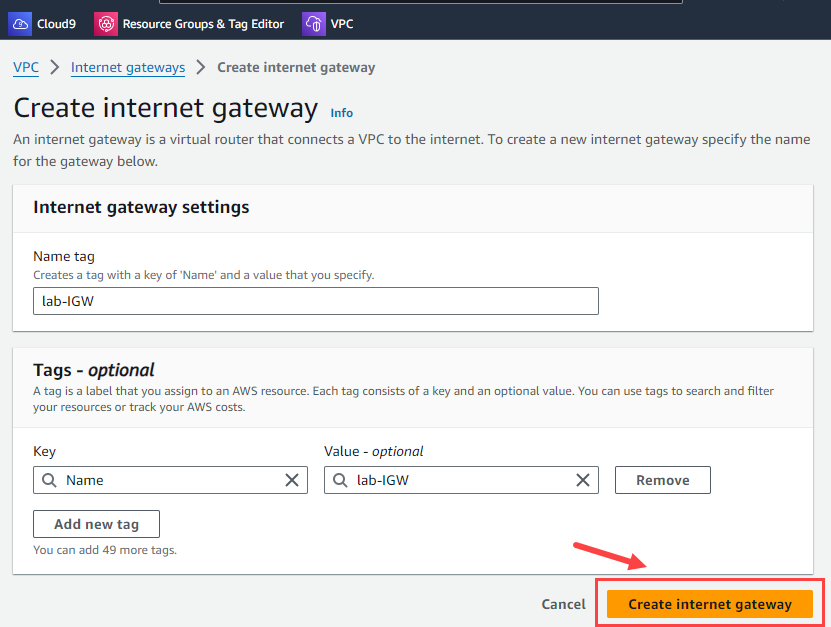 Cloud9 Resource Groups & Tag Editor VPC
VPC Internet gateways Create internet gateway
Create internet gateway Info
An internet gateway is a virtual router that connects a VPC to the internet. To create a new internet gateway specify the name
for the gateway below.
Internet gateway settings
Name tag
Creates a tag with a key of 'Name' and a value that you specify.
lab-IGW
Tags - optional
A tag is a label that you assign to an AWS resource. Each tag consists of a key and an optional value. You can use tags to search and filter
your resources or track your AWS costs.
Key Value - optional
Name lab-IGW Remove
Add new tag
You can add 49 more tags.
Cancel Create internet gateway